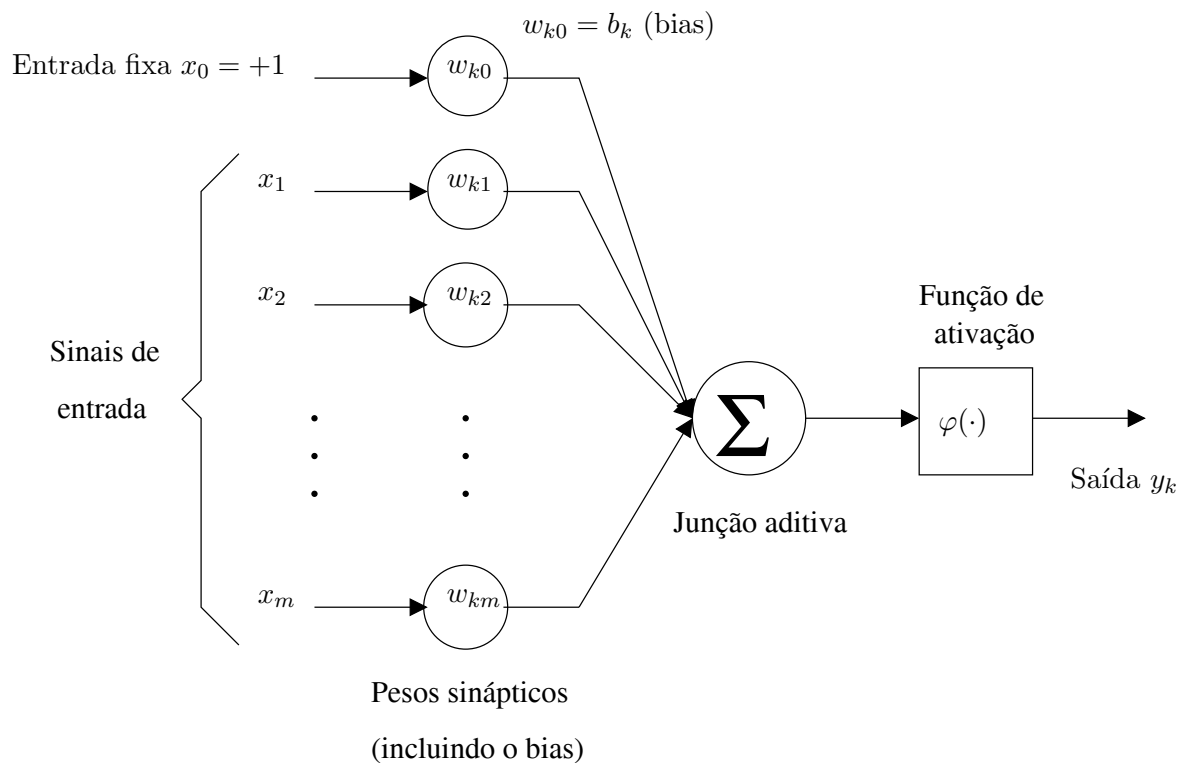 w_{k0} = b_k (bias)
Entrada fixa x_0 = +1
w_{k0}
x_1
w_{k1}
x_2
w_{k2}
Sinais de
entrada
x_m
w_{km}
Pesos sinápticos
(incluindo o bias)
Σ
Junção aditiva
Função de
ativação
φ(·)
Saída y_k